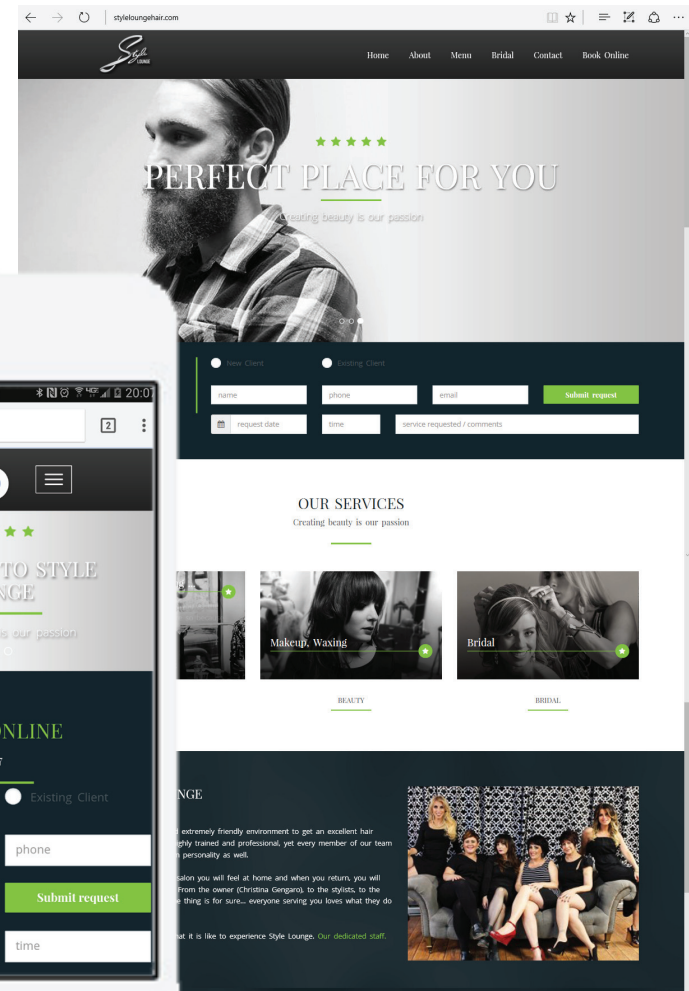 styleloungehair.com
Style
LOUNGE
Home About Menu Bridal Contact Book Online
PERFECT PLACE FOR YOU
Creating beauty is our passion
New Client Existing Client
name phone email Submit request
request date time service requested / comments
OUR SERVICES
Creating beauty is our passion
Makeup, Waxing
Bridal
BEAUTY
BRIDAL
extremely friendly environment to get an excellent hair
trained and professional, yet every member of our team
personality as well.
salon you will feel at home and when you return, you will
From the owner (Christina Gengaro), to the stylists, to the
thing is for sure... everyone serving you loves what they do
it is like to experience Style Lounge. Our dedicated staff.
4G 20:07
2
TO STYLE
is our passion
Existing Client
phone
Submit request
time